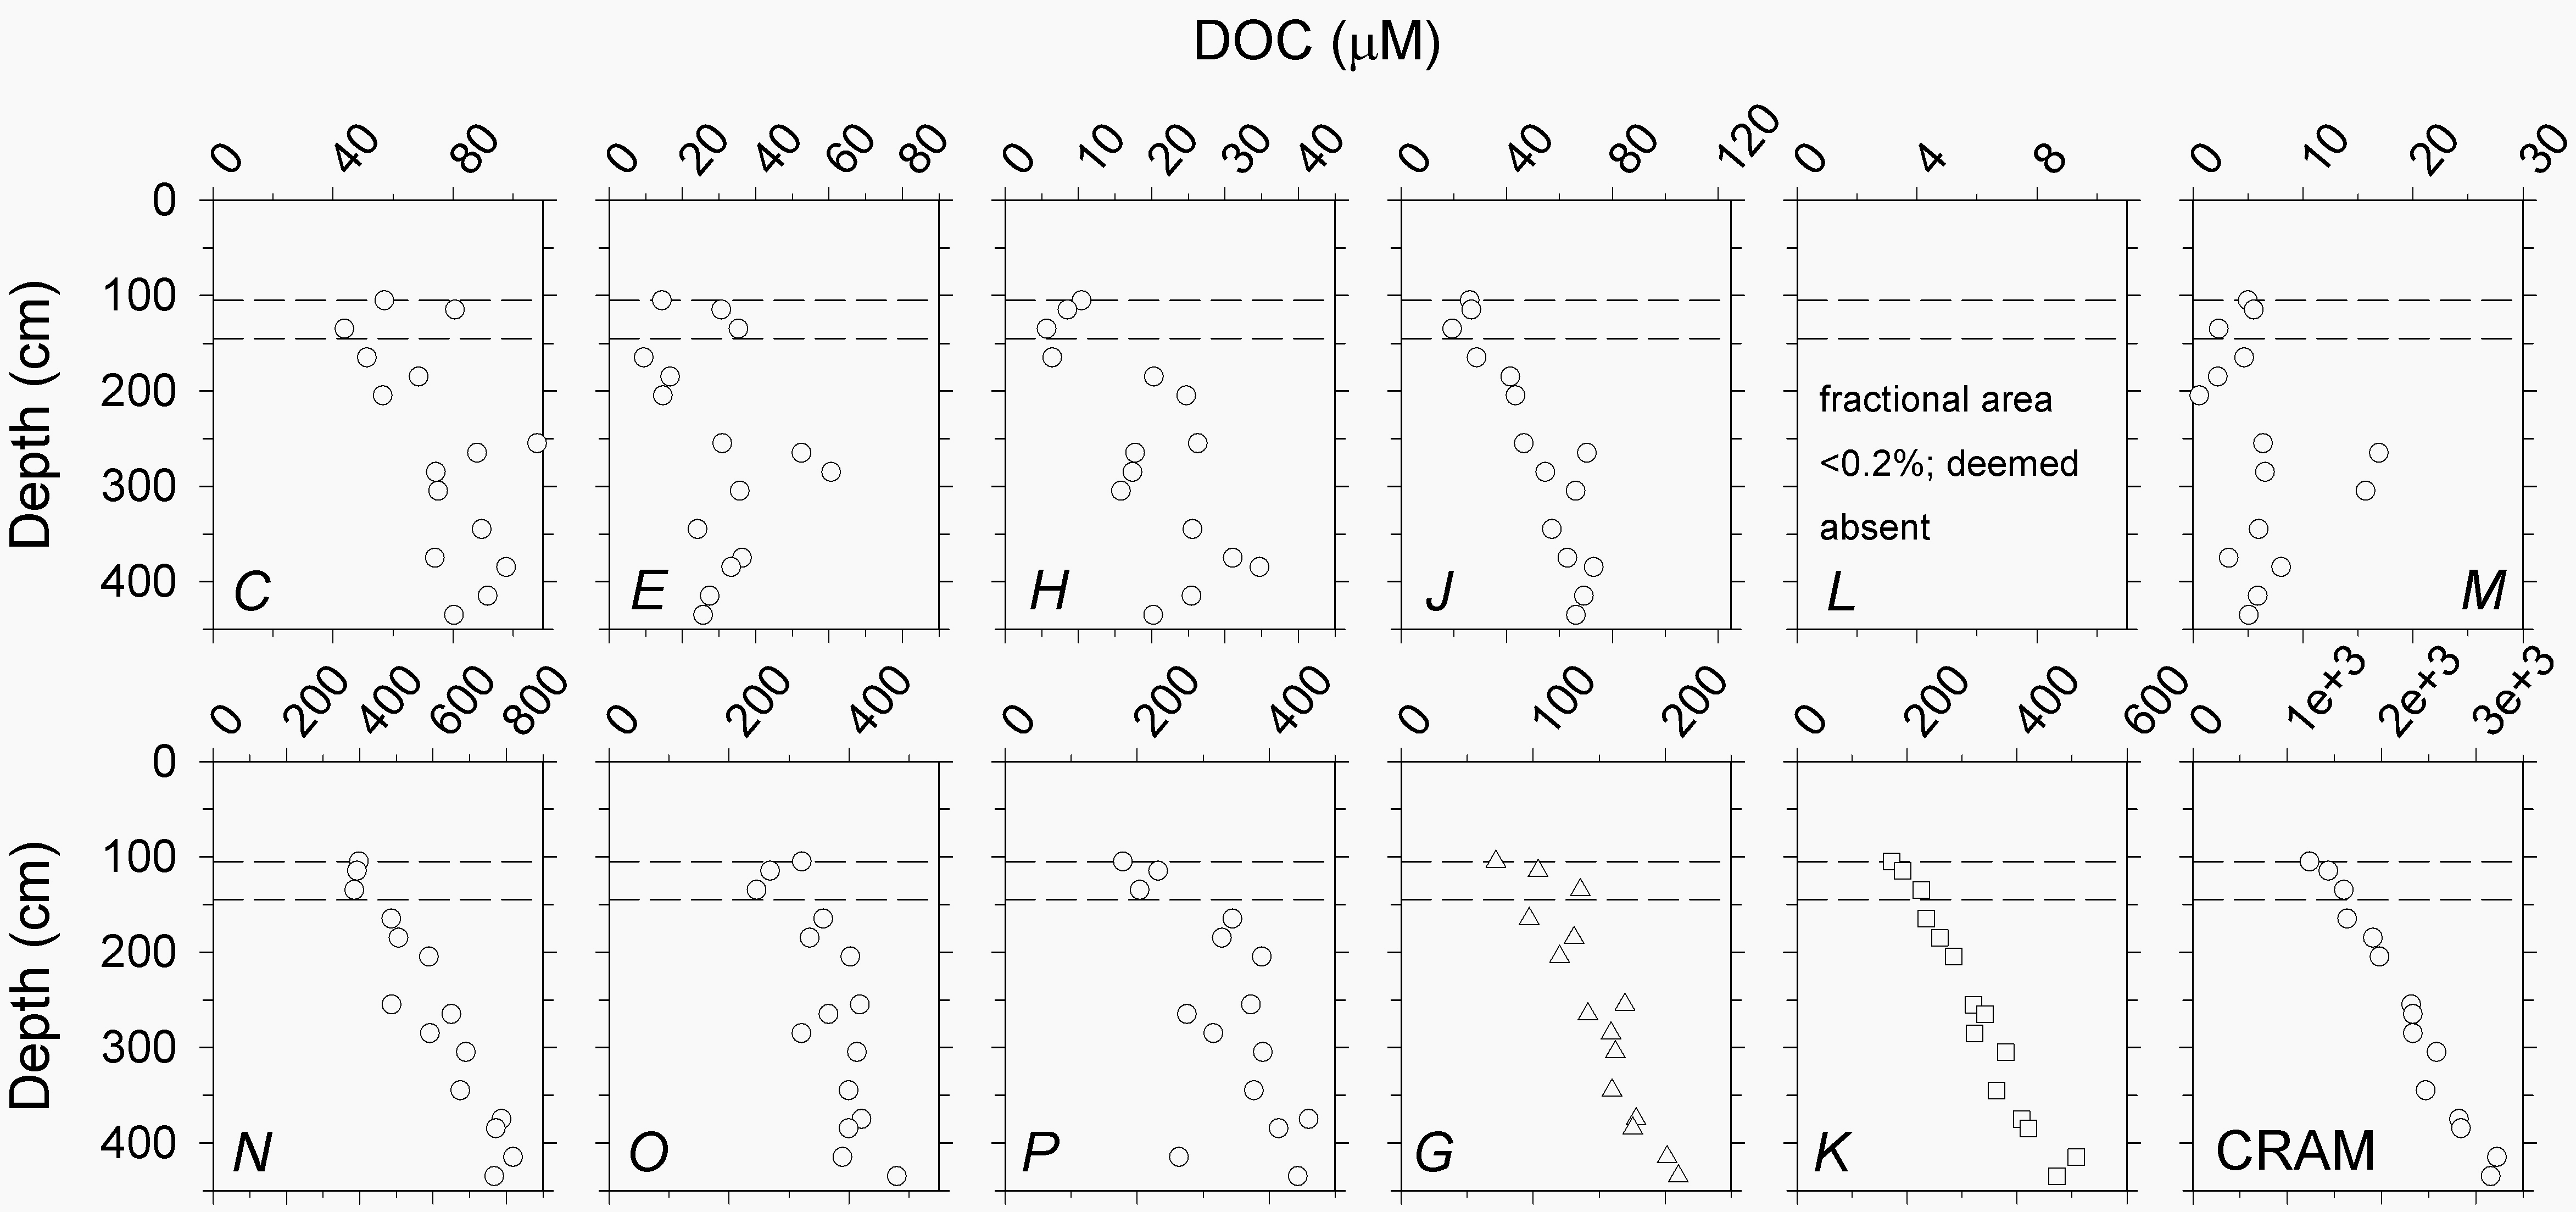 DOC (μM)
0 40 80 0 20 40 60 80 0 10 20 30 40 0 40 80 120 0 4 8 0 10 20 30
0
100
200
300
400
Depth (cm)
fractional area
<0.2%; deemed
absent
C E H J L M
0 200 400 600 800 0 200 400 0 200 400 0 100 200 0 200 400 600 0 1e+3 2e+3 3e+3
0
100
200
300
400
Depth (cm)
N O P G K CRAM